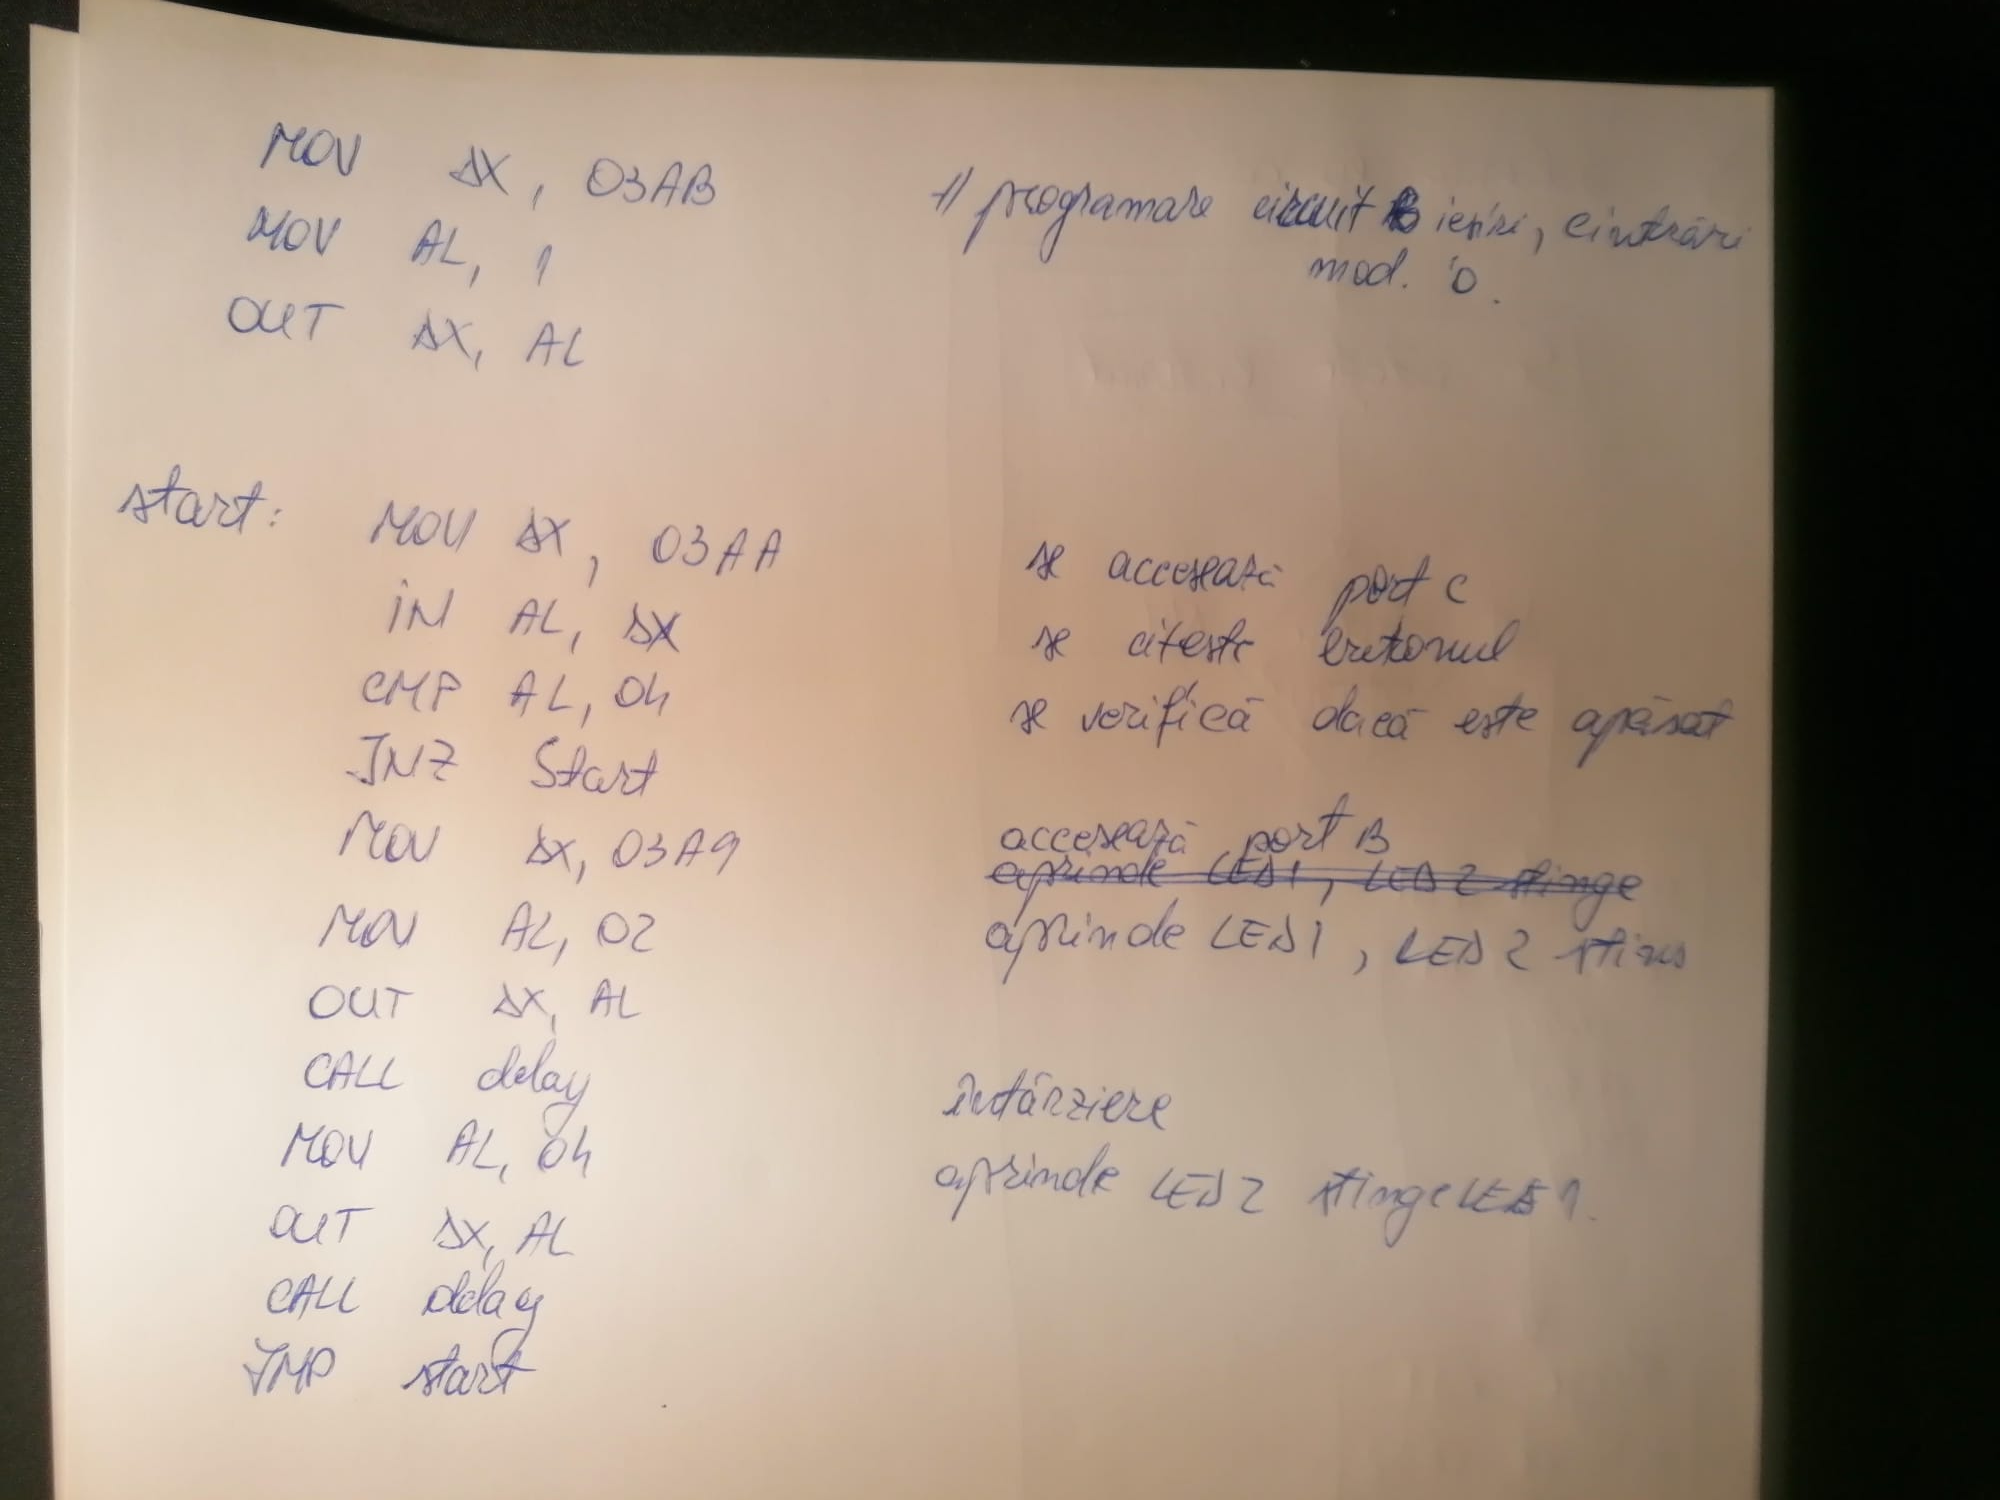 MOV DX, 03AB // programare circuit B ieșiri, C intrări
mod. 0.
MOV AL, 1
OUT DX, AL
start: MOV DX, 03AA se accesează port C
IN AL, DX se citește butonul
CMP AL, 04 se verifică dacă este apăsat
JNZ Start
MOV DX, 03A9 accesează port B
aprinde LED1, LED2 stinge
MOV AL, 02 aprinde LED1, LED2 stins
OUT DX, AL
CALL delay întârziere
MOV AL, 04 aprinde LED2 stinge LED1.
OUT DX, AL
CALL delay
JMP start